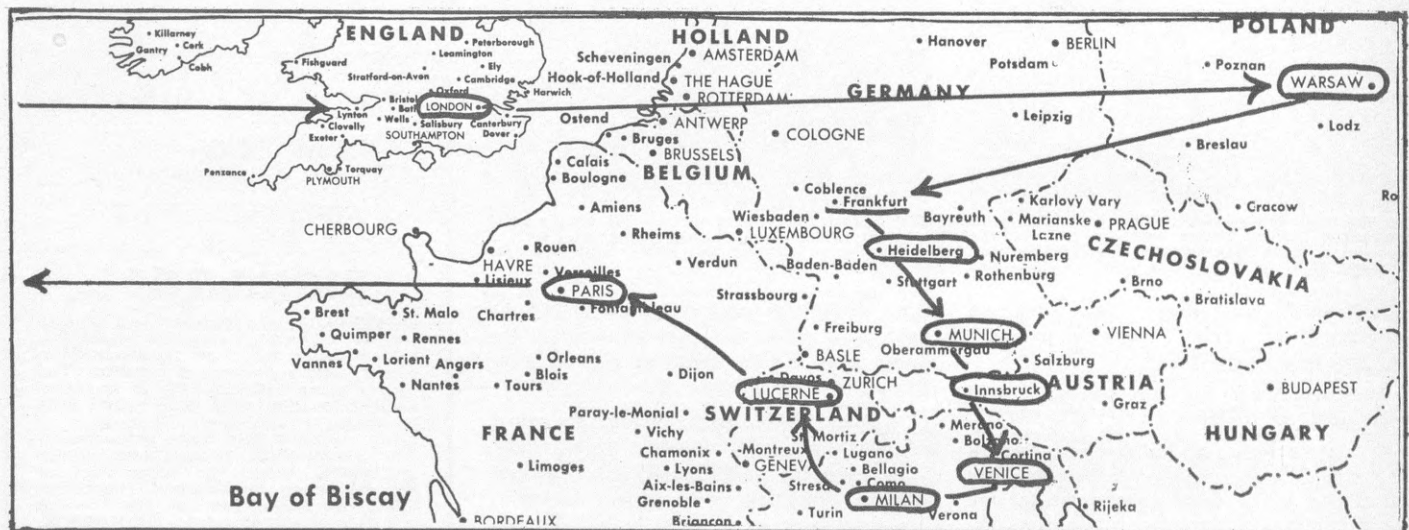 Killarney
Gantry
Cork
Cobh
ENGLAND
Peterborough
Leamington
Fishguard
Ely
Stratford-on-Avon
Cambridge
Oxford
Harwich
Bristol
LONDON
Lynton
Bath
Wells
Clovelly
Salisbury
Canterbury
Exeter
SOUTHAMPTON
Dover
Penzance
Torquay
PLYMOUTH
HOLLAND
Scheveningen
AMSTERDAM
Hook-of-Holland
THE HAGUE
ROTTERDAM
Ostend
ANTWERP
Bruges
BRUSSELS
BELGIUM
Calais
Boulogne
Amiens
Hanover
BERLIN
Potsdam
GERMANY
Leipzig
COLOGNE
Coblence
Frankfurt
Wiesbaden
Bayreuth
LUXEMBOURG
Heidelberg
Nuremberg
Baden-Baden
Rothenburg
Stuttgart
Strassbourg
Freiburg
MUNICH
Oberammergau
POLAND
Poznan
WARSAW
Lodz
Breslau
Cracow
Ro
Karlovy Vary
Marianske
Lazne
PRAGUE
CZECHOSLOVAKIA
Brno
Bratislava
VIENNA
Salzburg
Innsbruck
AUSTRIA
Graz
BUDAPEST
HUNGARY
CHERBOURG
Rouen
Rheims
HAVRE
Lisieux
Versailles
Verdun
PARIS
Chartres
Fontainbleau
Brest
St. Malo
Quimper
Rennes
Vannes
Lorient
Angers
Orleans
Blois
Nantes
Tours
Dijon
Paray-le-Monial
FRANCE
Vichy
Chamonix
Limoges
Lyons
Aix-les-Bains
Grenoble
Briancon
Bay of Biscay
BORDEAUX
BASLE
Davos
ZURICH
LUCERNE
SWITZERLAND
St. Mortiz
Montreux
Lugano
GENEVA
Bellagio
Stresa
Como
MILAN
Turin
Verona
Merano
Bolzano
Cortina
VENICE
Rijeka